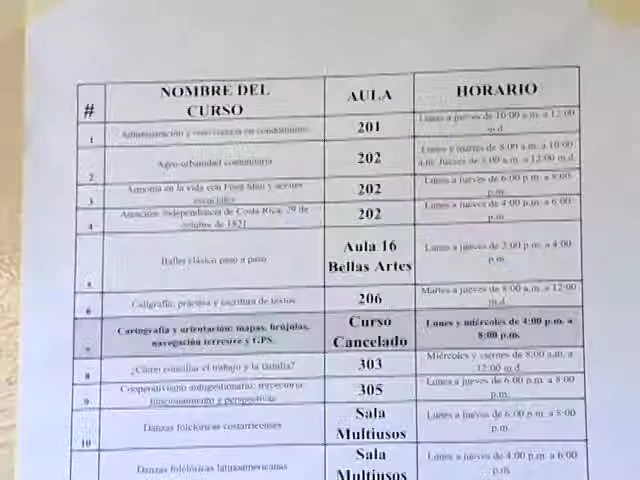 #
NOMBRE DEL
CURSO
AULA
HORARIO
1
Administración y convivencia en condominio
201
Lunes a jueves de 10:00 a.m. a 12:00
m.d.
2
Agro-urbanidad comunitaria
202
Lunes y martes de 8:00 a.m. a 10:00
a.m. Jueves de a.m. a 12:00 m.d.
3
Armonía en la vida con Feng Shui y aceites
esenciales
202
Lunes a jueves de 6:00 p.m. a 8:00
p.m.
4
Atención: Independencia de Costa Rica: 29 de
octubre de 1821
202
Lunes a jueves de 4:00 p.m. a 6:00
p.m.
Ballet clásico paso a paso
Aula 16
Bellas Artes
Lunes a jueves de 2:00 p.m. a 4:00
p.m.
6
Caligrafía, práctica y escritura de textos
206
Martes a jueves de 8:00 a.m. a 12:00
m.d.
7
Cartografía y orientación: mapas, brújulas,
navegación terrestre y GPS.
Curso
Cancelado
Lunes y miércoles de 4:00 p.m. a
8:00 p.m.
8
¿Cómo conciliar el trabajo y la familia?
303
Miércoles y viernes de 8:00 a.m. a
12:00 m.d.
9
Cooperativismo autogestionario: trayectoria,
funcionamiento y perspectivas
305
Lunes a jueves de 6:00 p.m. a 8:00
p.m.
10
Danzas folclóricas costarricenses
Sala
Multiusos
Lunes a jueves de 6:00 p.m. a 8:00
p.m.
Danzas folclóricas latinoamericanas
Sala
Multiusos
Lunes a jueves de 4:00 p.m. a 6:00
p.m.